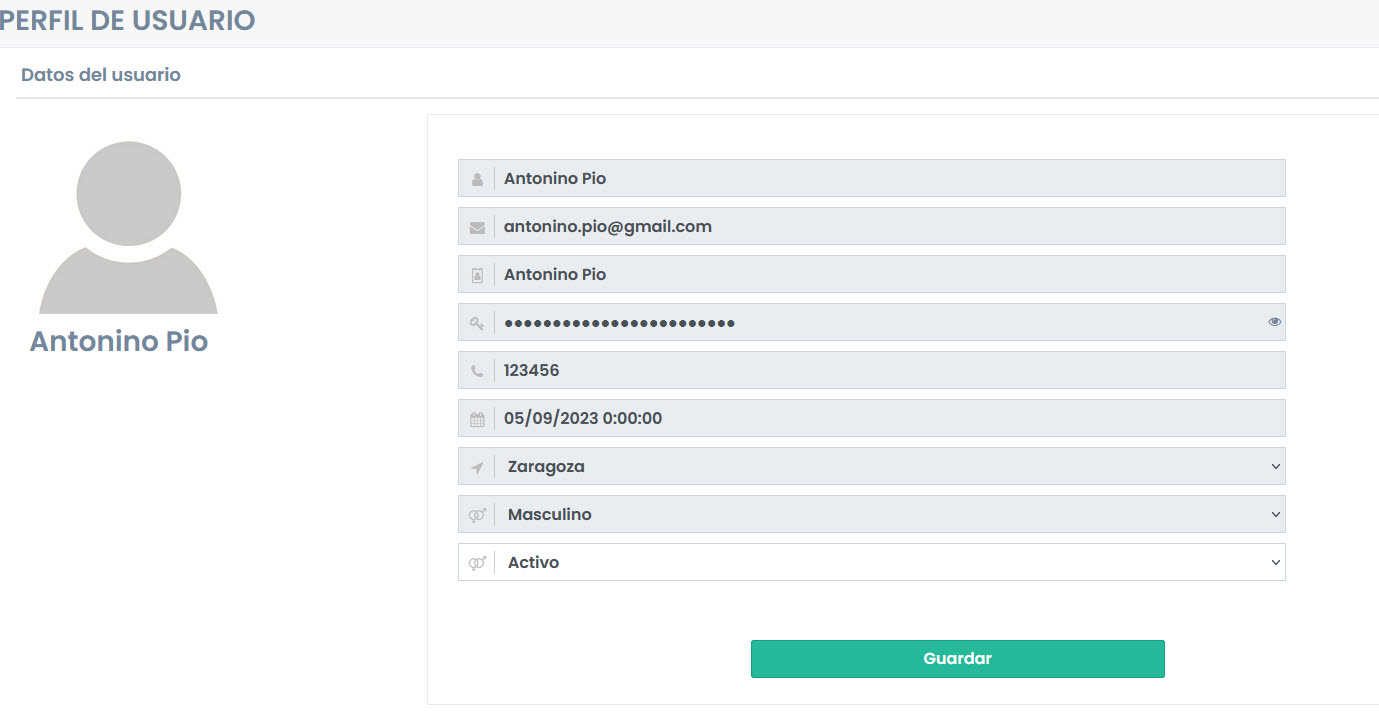 PERFIL DE USUARIO
Datos del usuario
Antonino Pio
Antonino Pio
antonino.pio@gmail.com
Antonino Pio
••••••••••••••••••••••••
123456
05/09/2023 0:00:00
Zaragoza
Masculino
Activo
Guardar